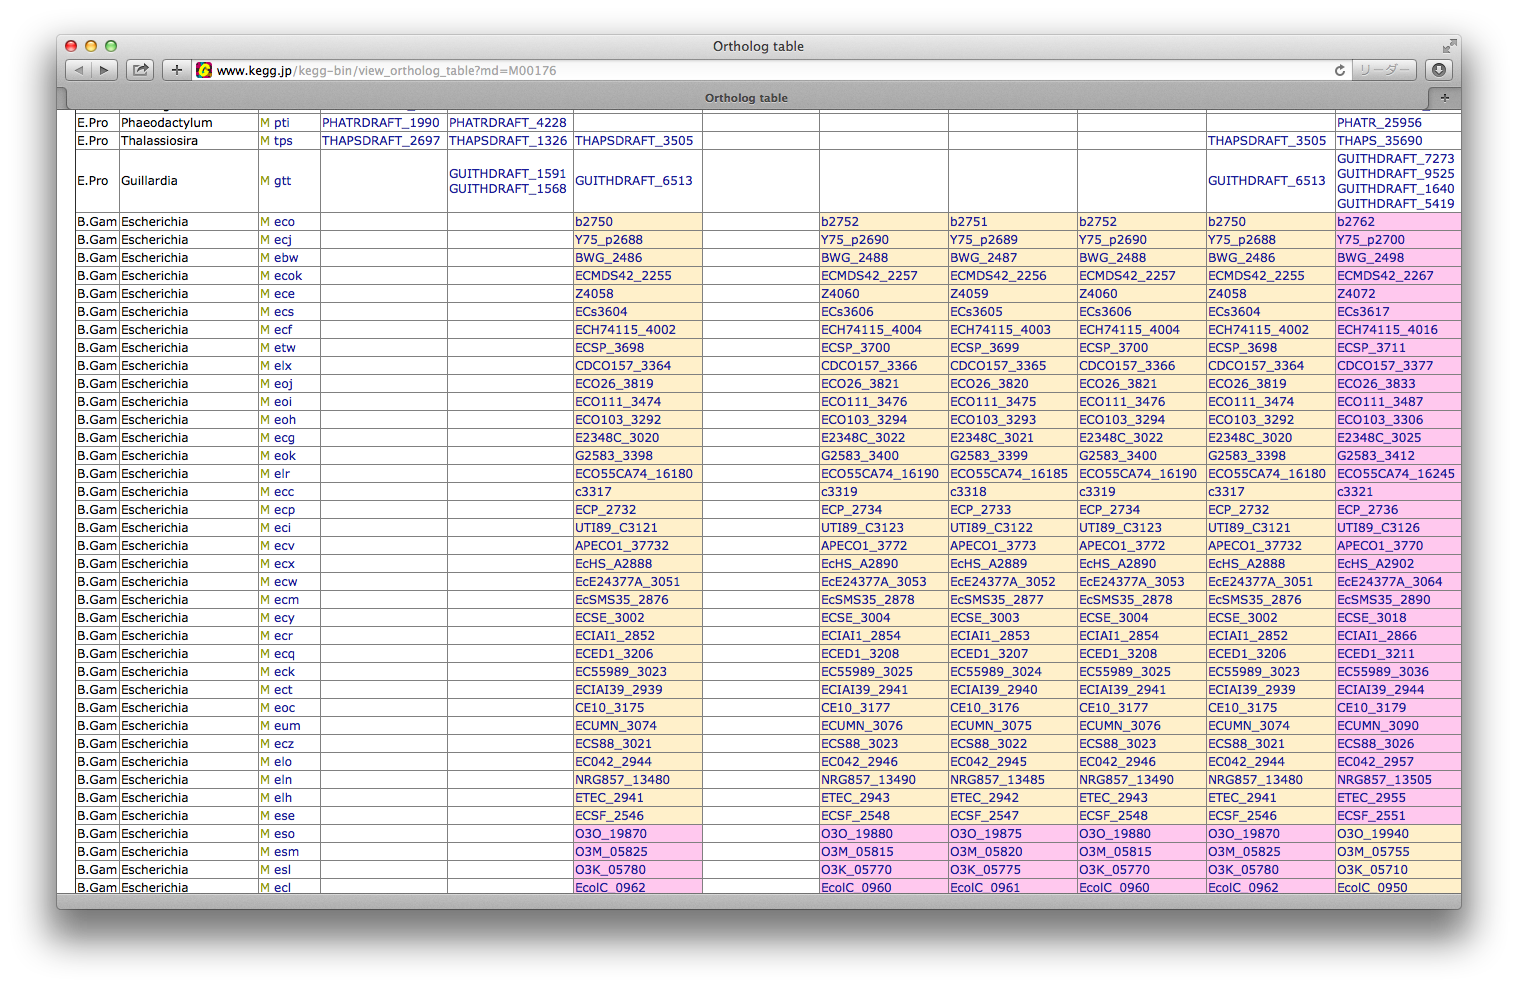 Ortholog table
www.kegg.jp/kegg-bin/view_ortholog_table?md=M00176 リーダー
Ortholog table
E.Pro Phaeodactylum M pti PHATRDRAFT_1990 PHATRDRAFT_4228 PHATR_25956
E.Pro Thalassiosira M tps THAPSDRAFT_2697 THAPSDRAFT_1326 THAPSDRAFT_3505 THAPSDRAFT_3505 THAPS_35690
E.Pro Guillardia M gtt GUITHDRAFT_1591 GUITHDRAFT_6513 GUITHDRAFT_6513 GUITHDRAFT_7273
GUITHDRAFT_1568 GUITHDRAFT_9525
GUITHDRAFT_1640
GUITHDRAFT_5419
B.Gam Escherichia M eco b2750 b2752 b2751 b2752 b2750 b2762
B.Gam Escherichia M ecj Y75_p2688 Y75_p2690 Y75_p2689 Y75_p2690 Y75_p2688 Y75_p2700
B.Gam Escherichia M ebw BWG_2486 BWG_2488 BWG_2487 BWG_2488 BWG_2486 BWG_2498
B.Gam Escherichia M ecok ECMDS42_2255 ECMDS42_2257 ECMDS42_2256 ECMDS42_2257 ECMDS42_2255 ECMDS42_2267
B.Gam Escherichia M ece Z4058 Z4060 Z4059 Z4060 Z4058 Z4072
B.Gam Escherichia M ecs ECs3604 ECs3606 ECs3605 ECs3606 ECs3604 ECs3617
B.Gam Escherichia M ecf ECH74115_4002 ECH74115_4004 ECH74115_4003 ECH74115_4004 ECH74115_4002 ECH74115_4016
B.Gam Escherichia M etw ECSP_3698 ECSP_3700 ECSP_3699 ECSP_3700 ECSP_3698 ECSP_3711
B.Gam Escherichia M elx CDCO157_3364 CDCO157_3366 CDCO157_3365 CDCO157_3366 CDCO157_3364 CDCO157_3377
B.Gam Escherichia M eoj ECO26_3819 ECO26_3821 ECO26_3820 ECO26_3821 ECO26_3819 ECO26_3833
B.Gam Escherichia M eoi ECO111_3474 ECO111_3476 ECO111_3475 ECO111_3476 ECO111_3474 ECO111_3487
B.Gam Escherichia M eoh ECO103_3292 ECO103_3294 ECO103_3293 ECO103_3294 ECO103_3292 ECO103_3306
B.Gam Escherichia M ecg E2348C_3020 E2348C_3022 E2348C_3021 E2348C_3022 E2348C_3020 E2348C_3025
B.Gam Escherichia M eok G2583_3398 G2583_3400 G2583_3399 G2583_3400 G2583_3398 G2583_3412
B.Gam Escherichia M elr ECO55CA74_16180 ECO55CA74_16190 ECO55CA74_16185 ECO55CA74_16190 ECO55CA74_16180 ECO55CA74_16245
B.Gam Escherichia M ecc c3317 c3319 c3318 c3319 c3317 c3321
B.Gam Escherichia M ecp ECP_2732 ECP_2734 ECP_2733 ECP_2734 ECP_2732 ECP_2736
B.Gam Escherichia M eci UTI89_C3121 UTI89_C3123 UTI89_C3122 UTI89_C3123 UTI89_C3121 UTI89_C3126
B.Gam Escherichia M ecv APECO1_37732 APECO1_3772 APECO1_3773 APECO1_3772 APECO1_37732 APECO1_3770
B.Gam Escherichia M ecx EcHS_A2888 EcHS_A2890 EcHS_A2889 EcHS_A2890 EcHS_A2888 EcHS_A2902
B.Gam Escherichia M ecw EcE24377A_3051 EcE24377A_3053 EcE24377A_3052 EcE24377A_3053 EcE24377A_3051 EcE24377A_3064
B.Gam Escherichia M ecm EcSMS35_2876 EcSMS35_2878 EcSMS35_2877 EcSMS35_2878 EcSMS35_2876 EcSMS35_2890
B.Gam Escherichia M ecy ECSE_3002 ECSE_3004 ECSE_3003 ECSE_3004 ECSE_3002 ECSE_3018
B.Gam Escherichia M ecr ECIAI1_2852 ECIAI1_2854 ECIAI1_2853 ECIAI1_2854 ECIAI1_2852 ECIAI1_2866
B.Gam Escherichia M ecq ECED1_3206 ECED1_3208 ECED1_3207 ECED1_3208 ECED1_3206 ECED1_3211
B.Gam Escherichia M eck EC55989_3023 EC55989_3025 EC55989_3024 EC55989_3025 EC55989_3023 EC55989_3036
B.Gam Escherichia M ect ECIAI39_2939 ECIAI39_2941 ECIAI39_2940 ECIAI39_2941 ECIAI39_2939 ECIAI39_2944
B.Gam Escherichia M eoc CE10_3175 CE10_3177 CE10_3176 CE10_3177 CE10_3175 CE10_3179
B.Gam Escherichia M eum ECUMN_3074 ECUMN_3076 ECUMN_3075 ECUMN_3076 ECUMN_3074 ECUMN_3090
B.Gam Escherichia M ecz ECS88_3021 ECS88_3023 ECS88_3022 ECS88_3023 ECS88_3021 ECS88_3026
B.Gam Escherichia M elo EC042_2944 EC042_2946 EC042_2945 EC042_2946 EC042_2944 EC042_2957
B.Gam Escherichia M eln NRG857_13480 NRG857_13490 NRG857_13485 NRG857_13490 NRG857_13480 NRG857_13505
B.Gam Escherichia M elh ETEC_2941 ETEC_2943 ETEC_2942 ETEC_2943 ETEC_2941 ETEC_2955
B.Gam Escherichia M ese ECSF_2546 ECSF_2548 ECSF_2547 ECSF_2548 ECSF_2546 ECSF_2551
B.Gam Escherichia M eso O3O_19870 O3O_19880 O3O_19875 O3O_19880 O3O_19870 O3O_19940
B.Gam Escherichia M esm O3M_05825 O3M_05815 O3M_05820 O3M_05815 O3M_05825 O3M_05755
B.Gam Escherichia M esl O3K_05780 O3K_05770 O3K_05775 O3K_05770 O3K_05780 O3K_05710
B.Gam Escherichia M ecl EcolC_0962 EcolC_0960 EcolC_0961 EcolC_0960 EcolC_0962 EcolC_0950